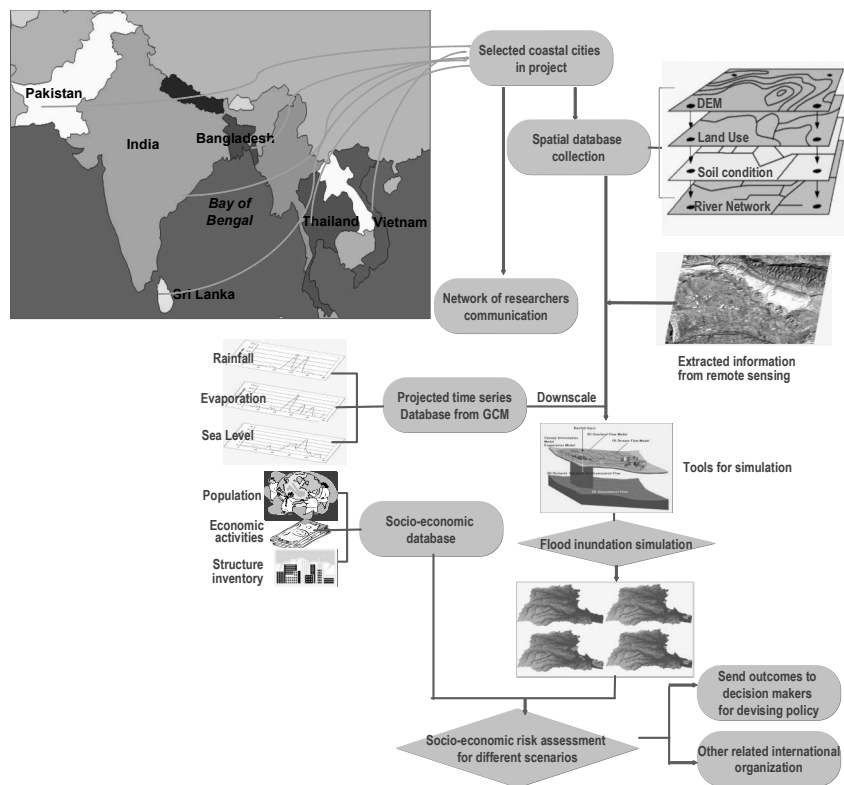 Selected coastal cities
in project
Pakistan
India
Bangladesh
Bay of
Bengal
Thailand
Vietnam
Sri Lanka
Spatial database
collection
DEM
Land Use
Soil condition
River Network
Network of researchers
communication
Extracted information
from remote sensing
Rainfall
Evaporation
Sea Level
Projected time series
Database from GCM
Downscale
Tools for simulation
Population
Economic
activities
Structure
inventory
Socio-economic
database
Flood inundation simulation
Send outcomes to
decision makers
for devising policy
Socio-economic risk assessment
for different scenarios
Other related international
organization